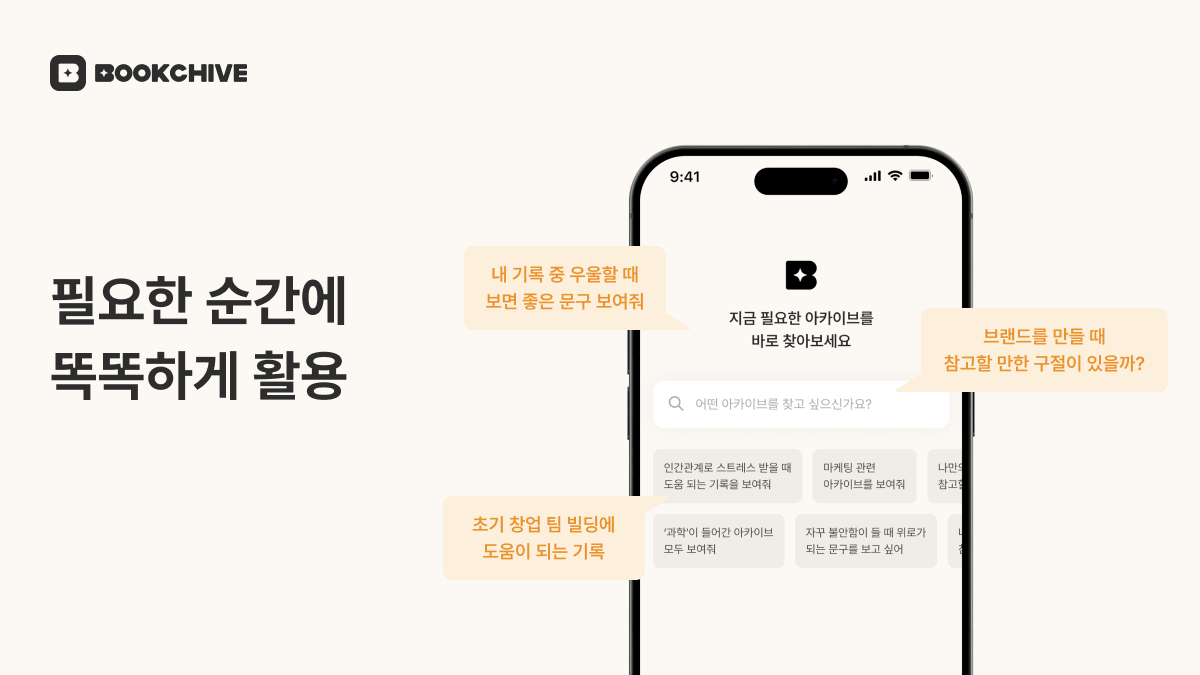 BOOKCHIVE
필요한 순간에
똑똑하게 활용
9:41
내 기록 중 우울할 때
보면 좋은 문구 보여줘
지금 필요한 아카이브를
바로 찾아보세요
브랜드를 만들 때
참고할 만한 구절이 있을까?
어떤 아카이브를 찾고 싶으신가요?
인간관계로 스트레스 받을 때
도움 되는 기록을 보여줘
마케팅 관련
아카이브를 보여줘
나만의
참고할
초기 창업 팀 빌딩에
도움이 되는 기록
'과학'이 들어간 아카이브
모두 보여줘
자꾸 불안함이 들 때 위로가
되는 문구를 보고 싶어